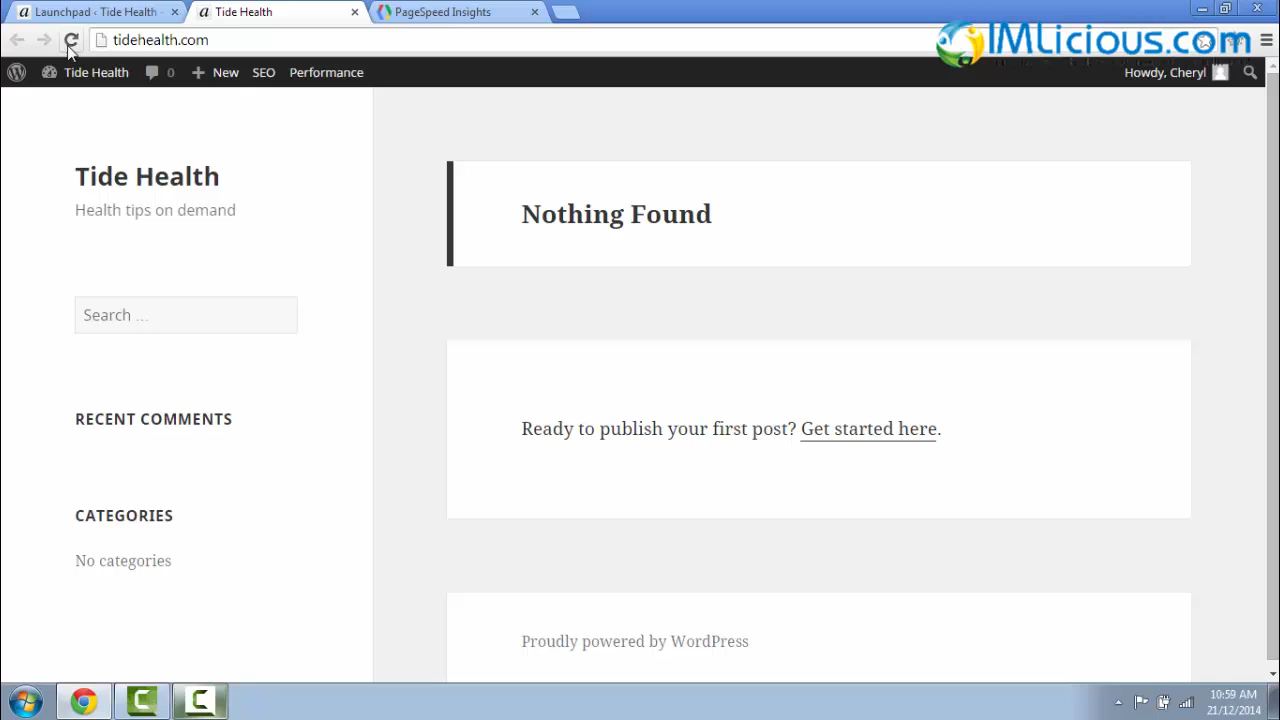 Launchpad ‹ Tide Health -
Tide Health
PageSpeed Insights
tidehealth.com
IMLicious.com
Tide Health
0
New
SEO
Performance
Howdy, Cheryl
Tide Health
Health tips on demand
Search …
RECENT COMMENTS
CATEGORIES
No categories
Nothing Found
Ready to publish your first post? Get started here.
Proudly powered by WordPress
10:59 AM
21/12/2014